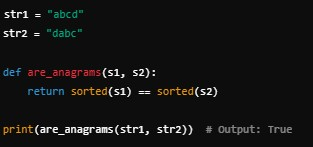 str1 = "abcd"
str2 = "dabc"
def are_anagrams(s1, s2):
    return sorted(s1) == sorted(s2)
print(are_anagrams(str1, str2))  # Output: True